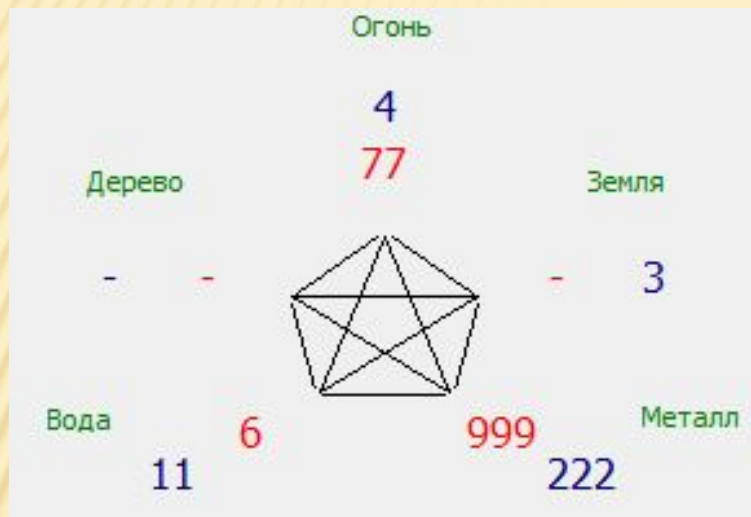 Огонь
4
77
Дерево
Земля
- - - 3
Вода
6
999
Металл
11
222